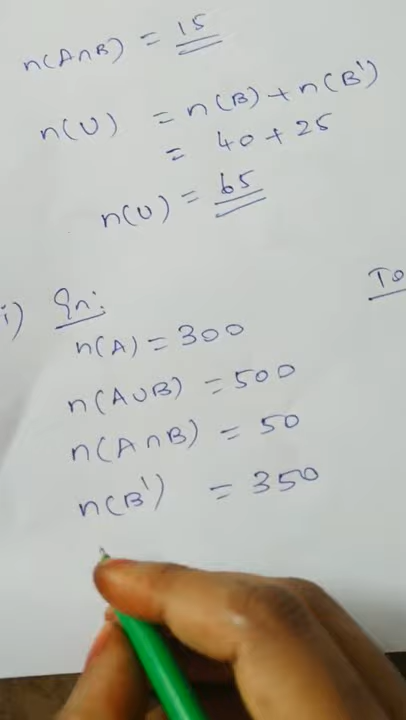 n(A∩B) = 15
n(U) = n(B) + n(B')
= 40 + 25
n(U) = 65
i) Gn:
To
n(A) = 300
n(A∪B) = 500
n(A∩B) = 50
n(B') = 350